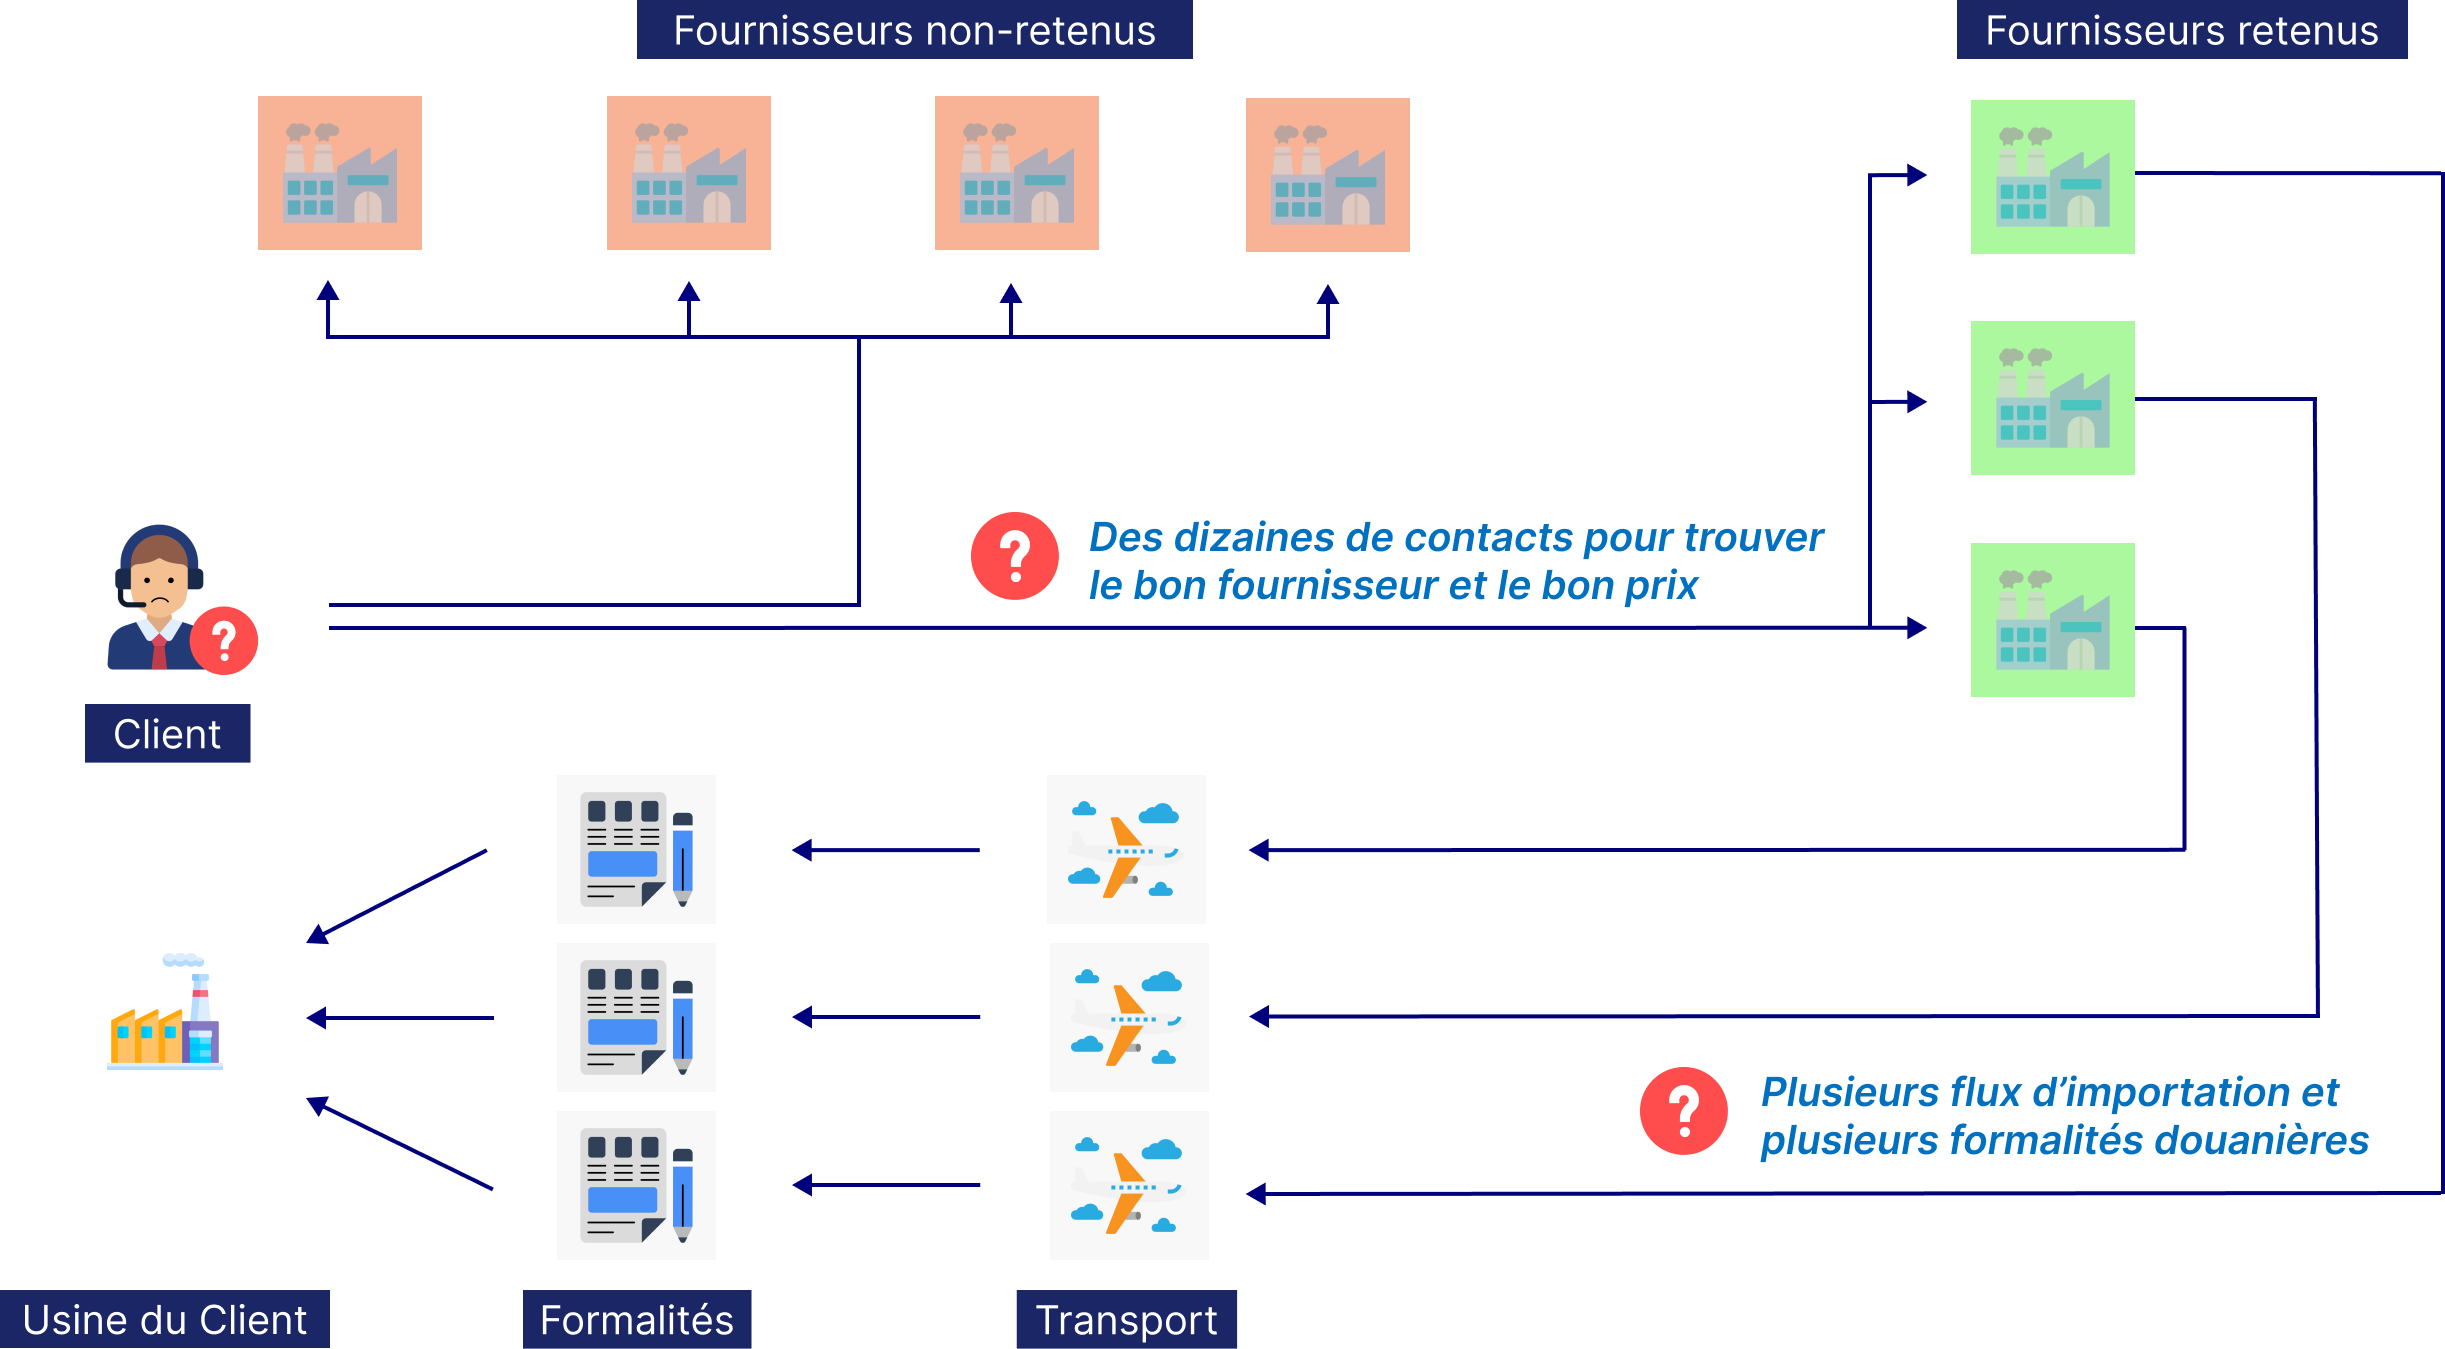 Fournisseurs non-retenus
Fournisseurs retenus
Des dizaines de contacts pour trouver
le bon fournisseur et le bon prix
Client
Plusieurs flux d’importation et
plusieurs formalités douanières
Usine du Client
Formalités
Transport